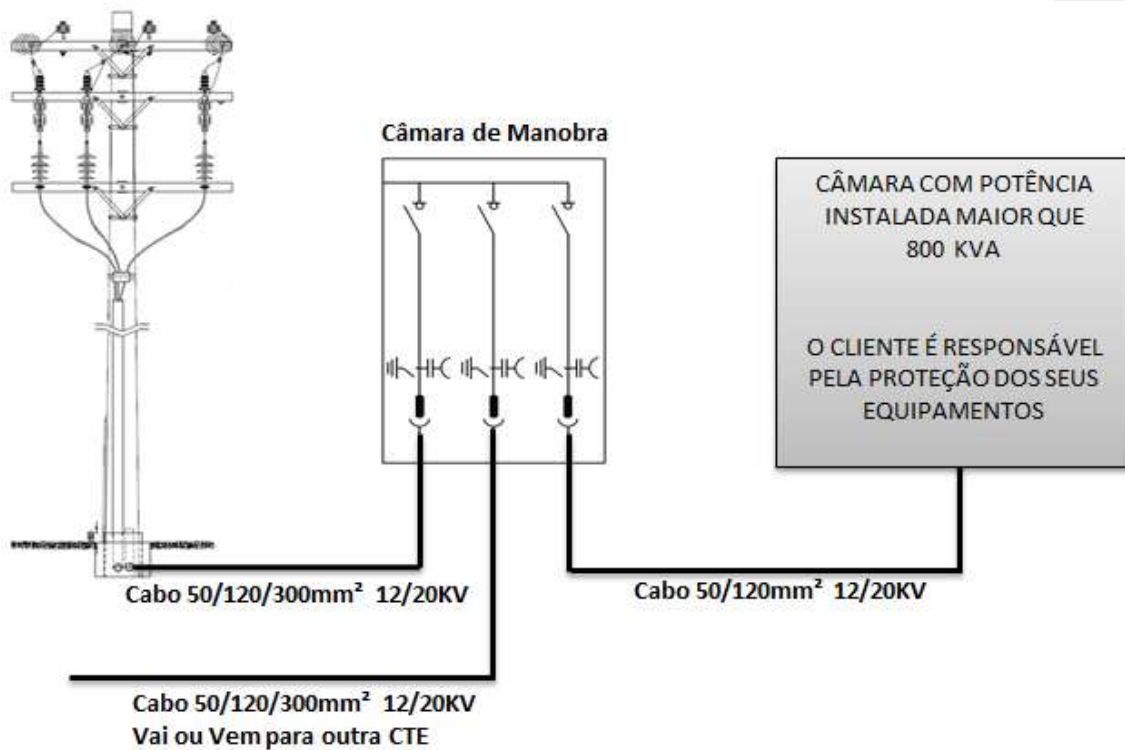 Câmara de Manobra
CÂMARA COM POTÊNCIA
INSTALADA MAIOR QUE
800 KVA
O CLIENTE É RESPONSÁVEL
PELA PROTEÇÃO DOS SEUS
EQUIPAMENTOS
Cabo 50/120/300mm² 12/20KV
Cabo 50/120mm² 12/20KV
Cabo 50/120/300mm² 12/20KV
Vai ou Vem para outra CTE